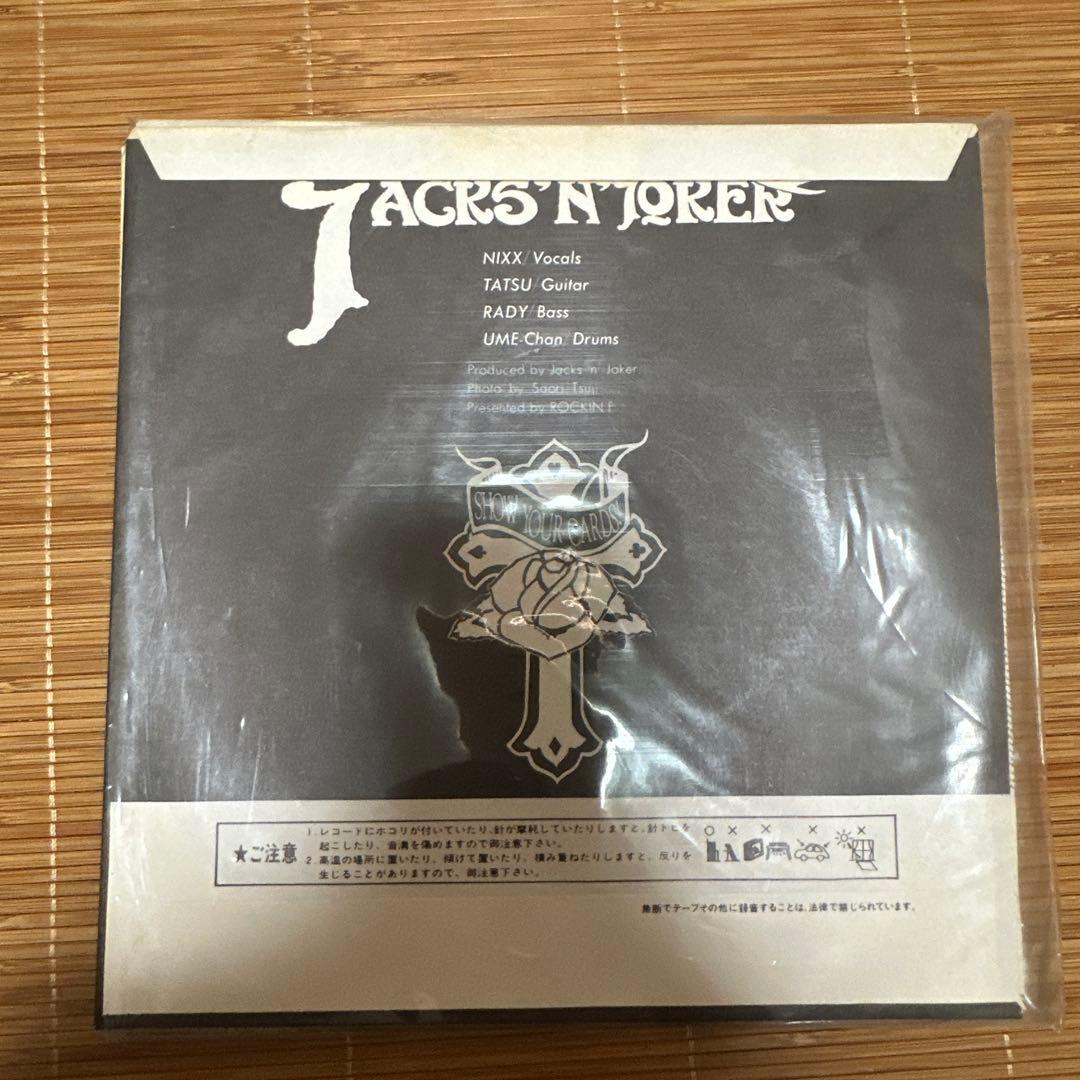 JACKS 'N' JOKER
NIXX/Vocals
TATSU/Guitar
RADY/Bass
UME-Chan/Drums
Produced by Jacks 'n' Joker
Photo by Saori Tsuji
Presented by ROCKIN F
SHOW YOUR CARDS!
★ご注意
1. レコードにホコリが付いていたり、針が摩耗していたりしますと、針トビを
起こしたり、音溝を傷めますので御注意下さい。
2. 高温の場所に置いたり、傾けて置いたり、積み重ねたりしますと、反りを
生じることがありますので、御注意下さい。
無断でテープその他に録音することは、法律で禁じられています。